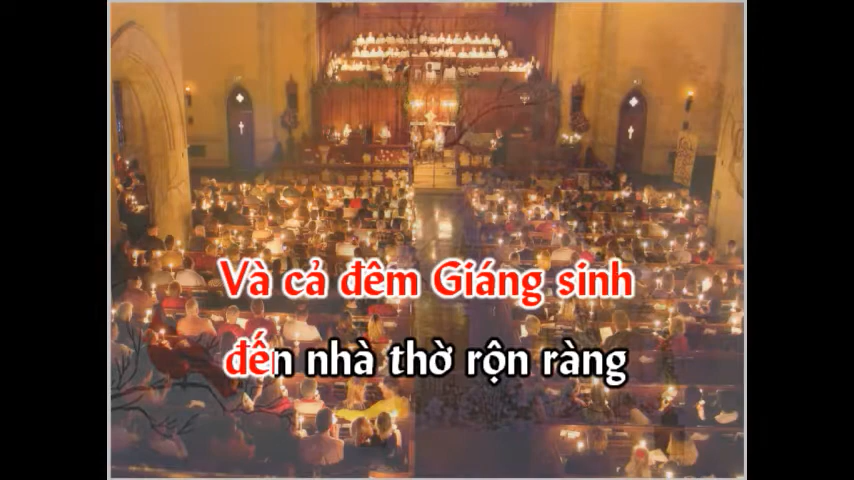 Và cả đêm Giáng sinh
đến nhà thờ rộn ràng